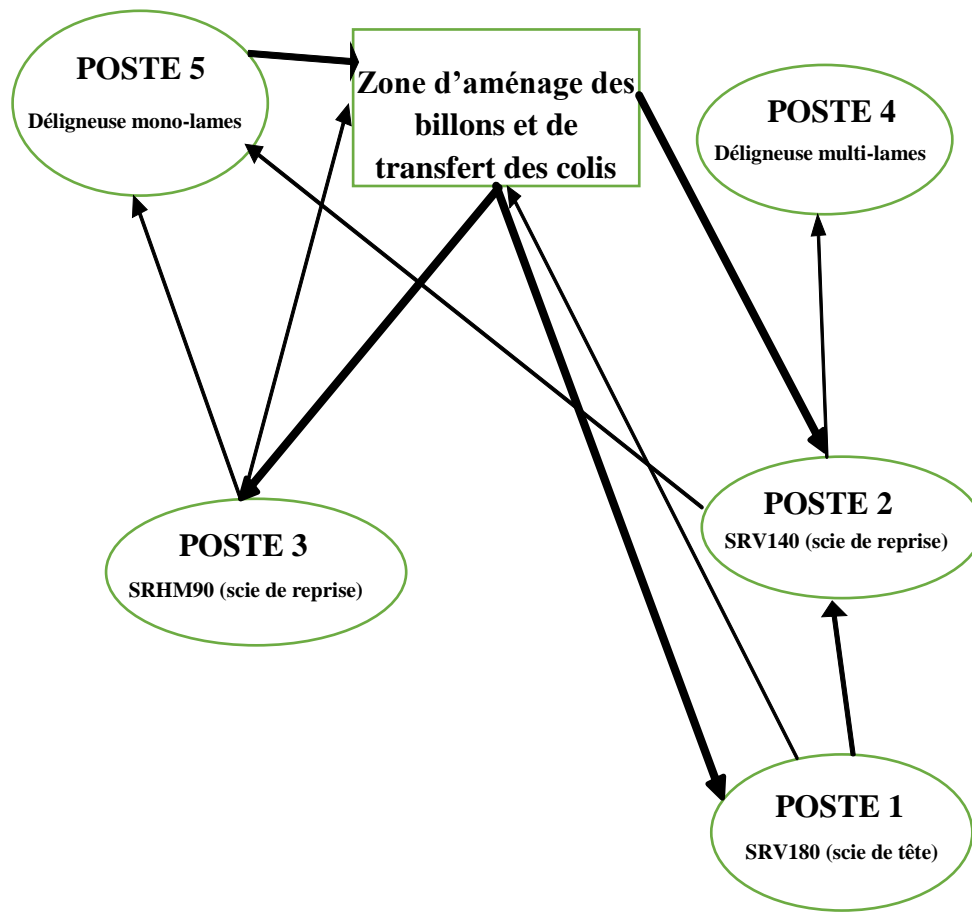 POSTE 5
Déligneuse mono-lames
Zone d’aménage des
billons et de
transfert des colis
POSTE 4
Déligneuse multi-lames
POSTE 3
SRHM90 (scie de reprise)
POSTE 2
SRV140 (scie de reprise)
POSTE 1
SRV180 (scie de tête)